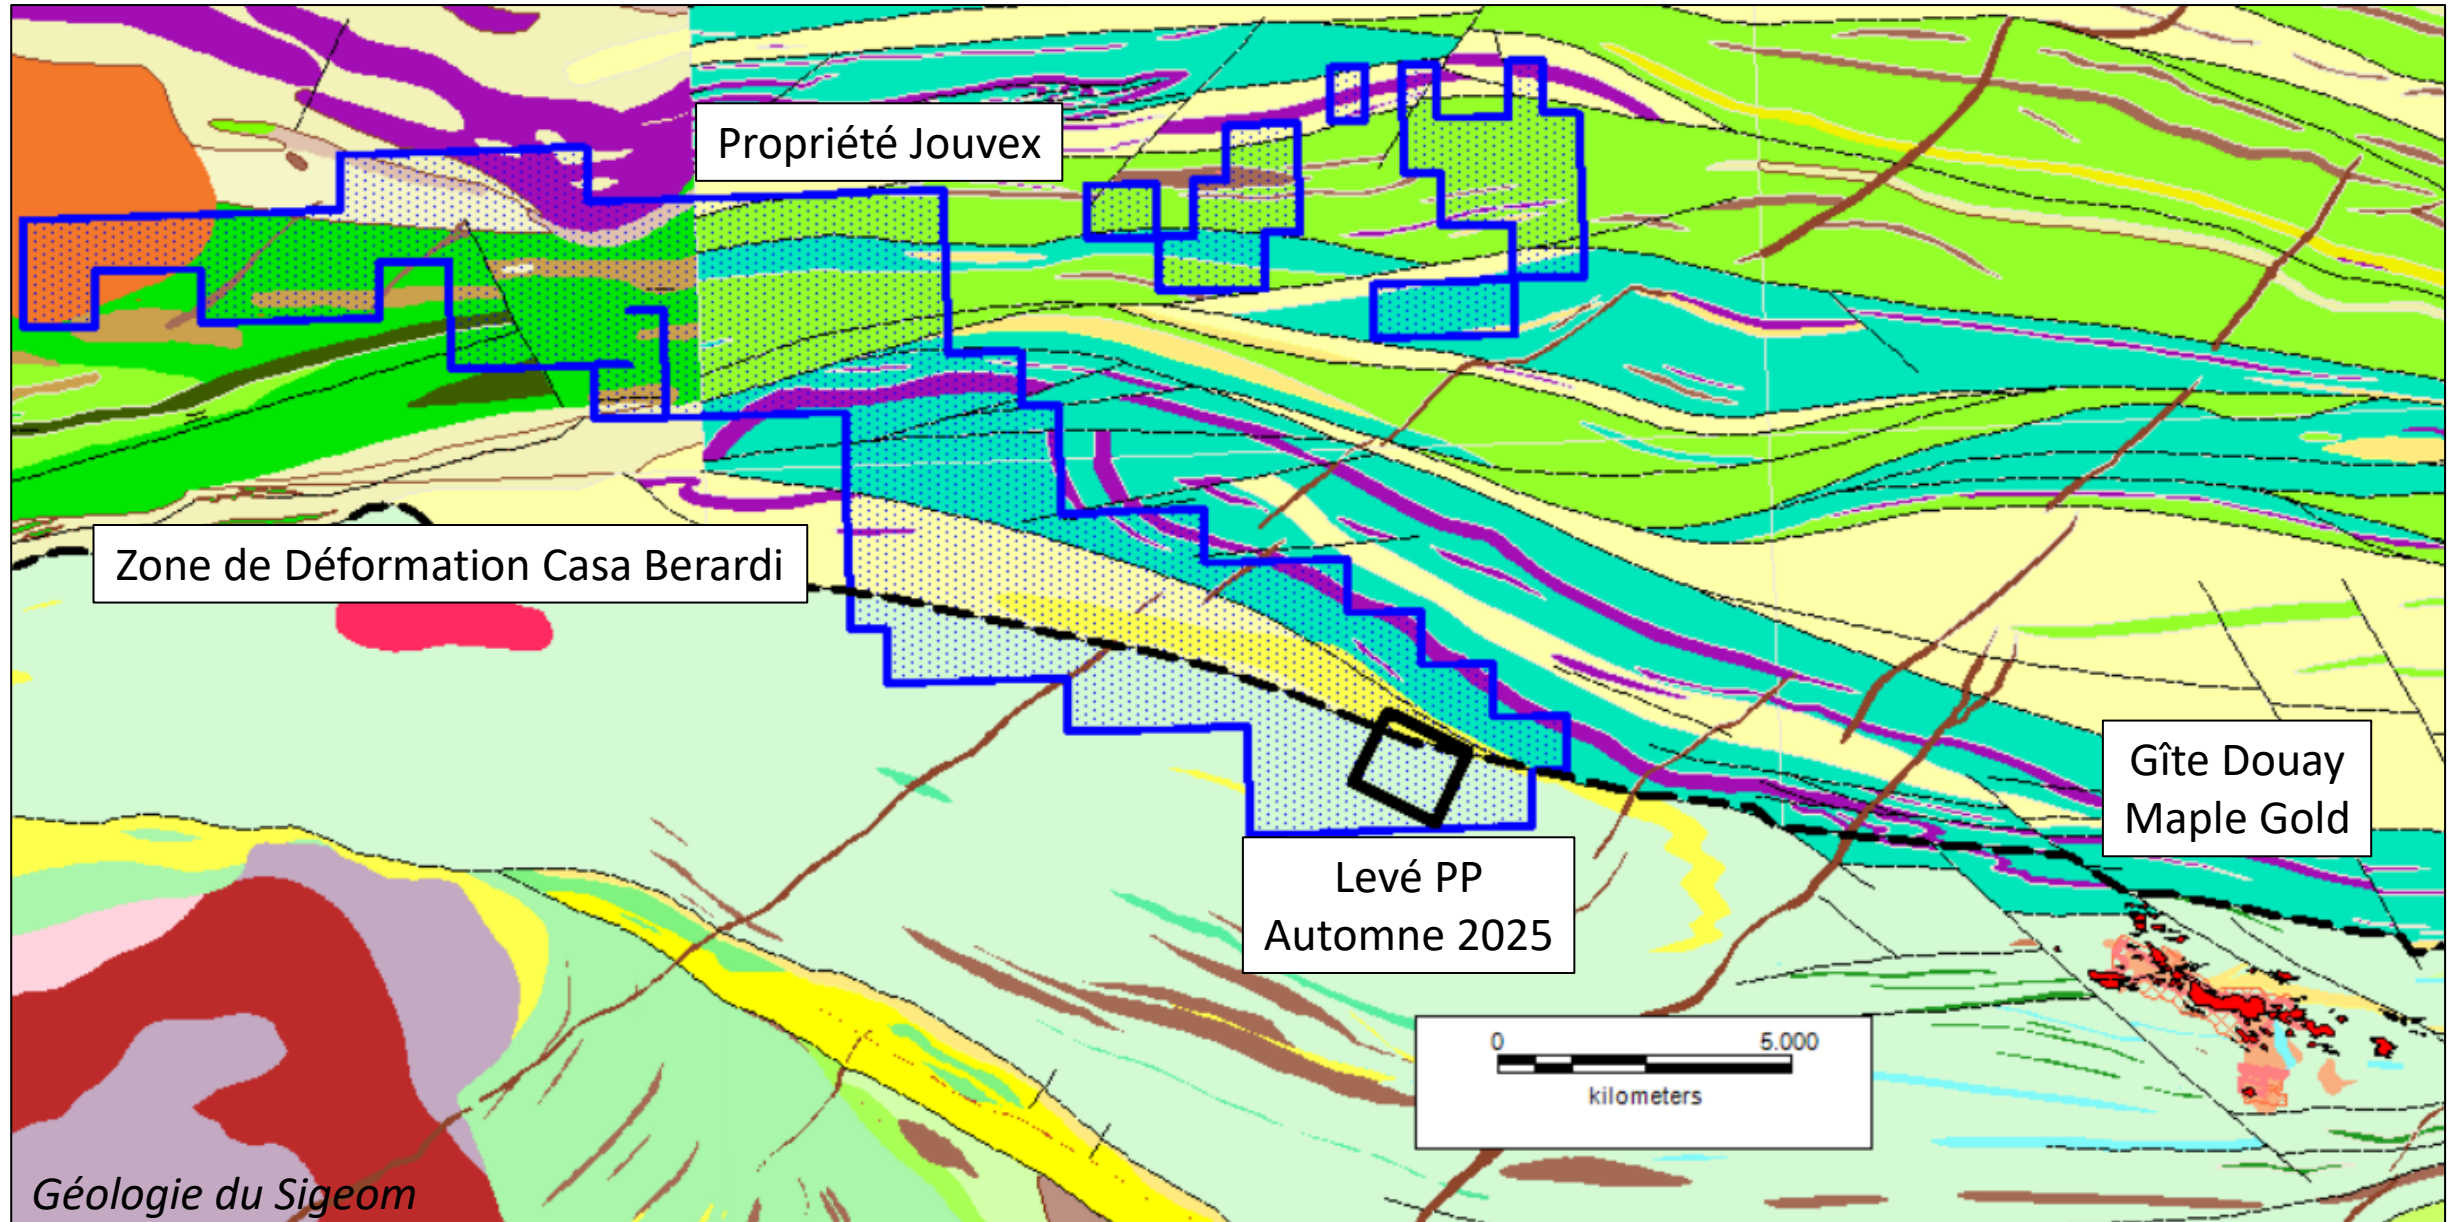 Propriété Jouvex
Zone de Déformation Casa Berardi
Gîte Douay
Maple Gold
Levé PP
Automne 2025
0 5.000
kilometers
Géologie du Sigeom